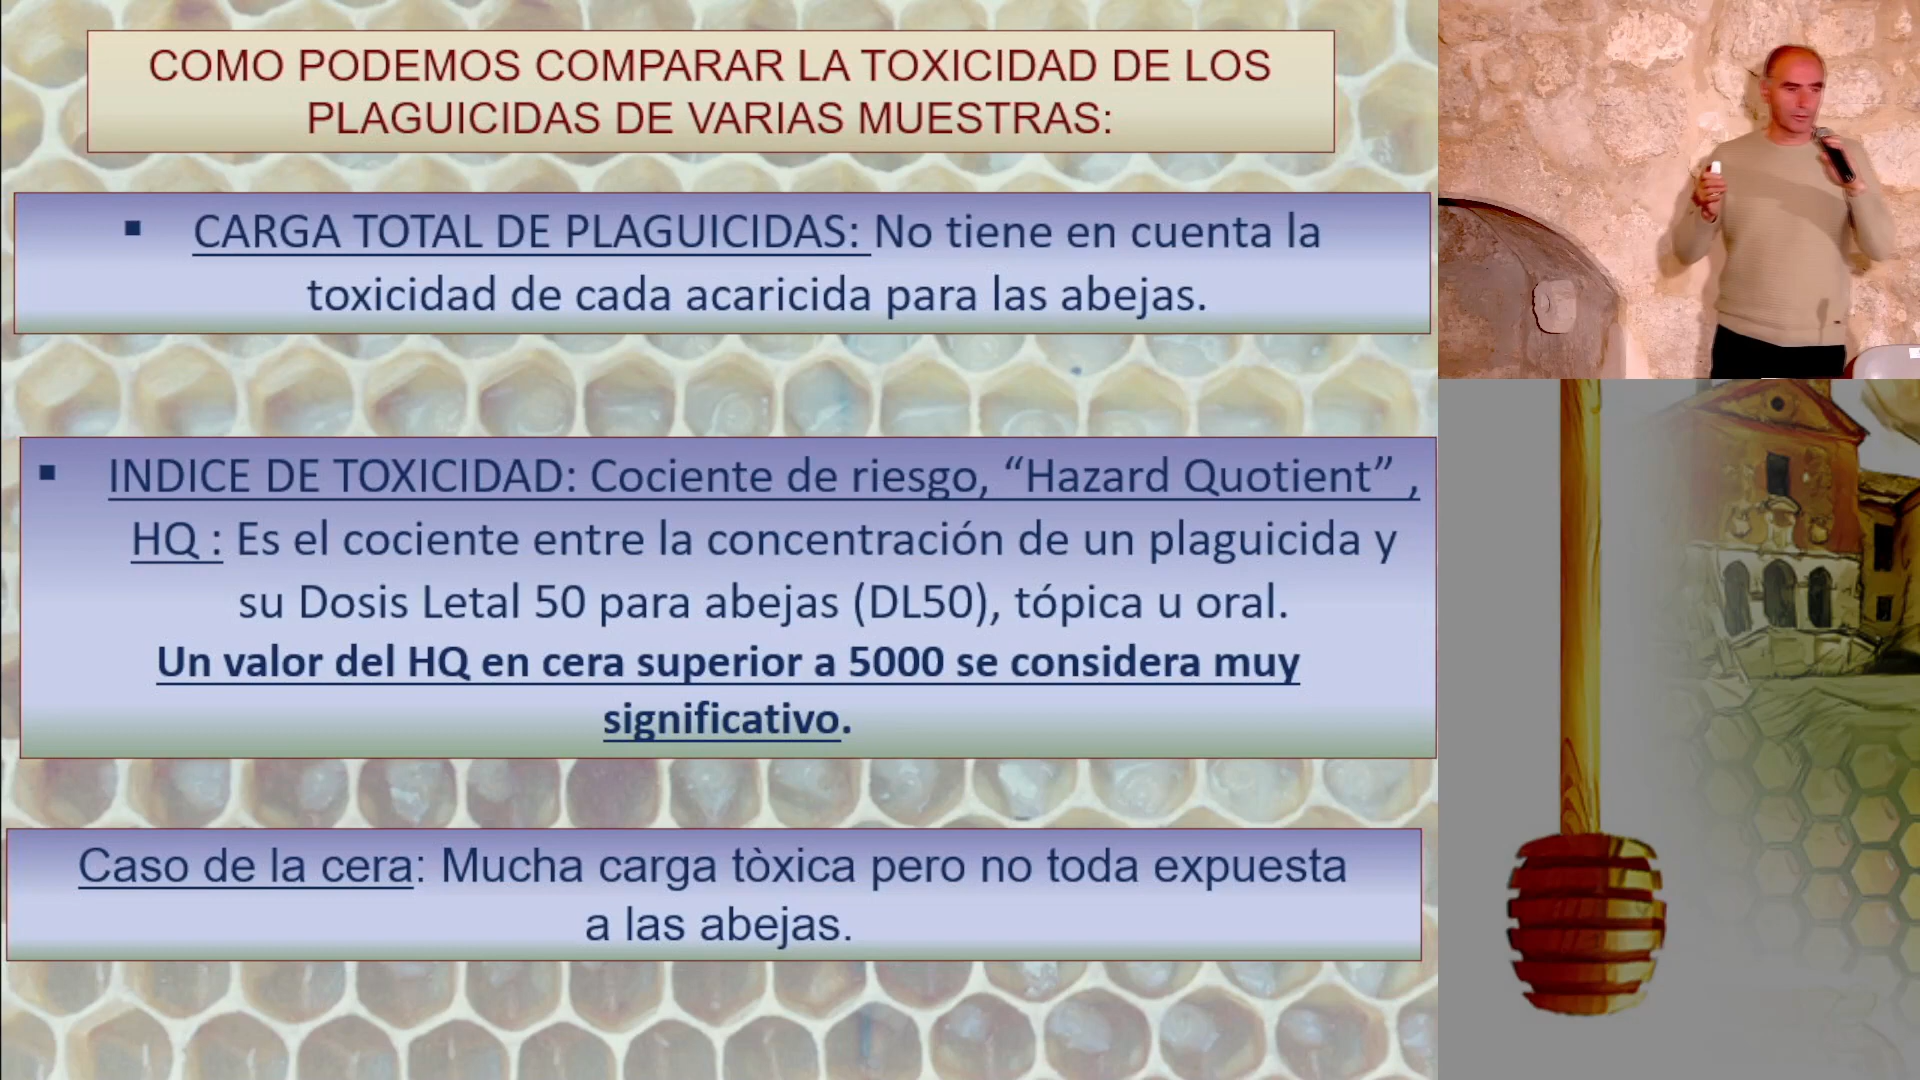 COMO PODEMOS COMPARAR LA TOXICIDAD DE LOS
PLAGUICIDAS DE VARIAS MUESTRAS:
▪ CARGA TOTAL DE PLAGUICIDAS: No tiene en cuenta la
toxicidad de cada acaricida para las abejas.
▪ INDICE DE TOXICIDAD: Cociente de riesgo, “Hazard Quotient” ,
HQ : Es el cociente entre la concentración de un plaguicida y
su Dosis Letal 50 para abejas (DL50), tópica u oral.
Un valor del HQ en cera superior a 5000 se considera muy
significativo.
Caso de la cera: Mucha carga tòxica pero no toda expuesta
a las abejas.